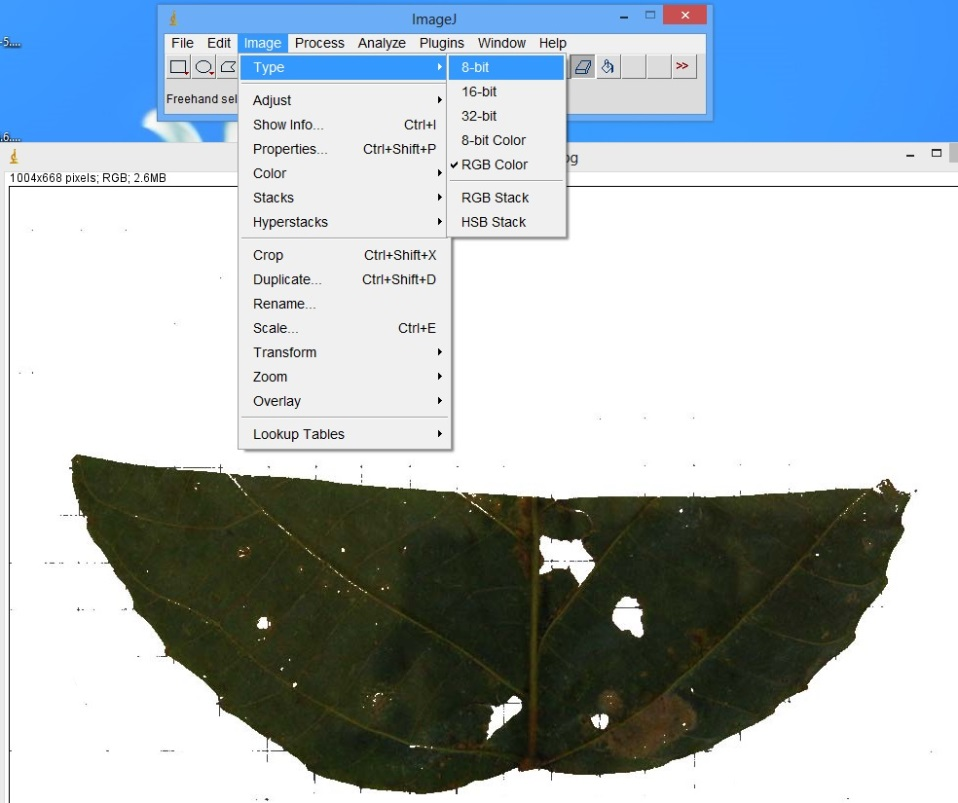 ImageJ
File Edit Image Process Analyze Plugins Window Help
>>
Freehand sel
Type
Adjust
Show Info... Ctrl+I
Properties... Ctrl+Shift+P
Color
Stacks
Hyperstacks
Crop Ctrl+Shift+X
Duplicate... Ctrl+Shift+D
Rename...
Scale... Ctrl+E
Transform
Zoom
Overlay
Lookup Tables
8-bit
16-bit
32-bit
8-bit Color
RGB Color
RGB Stack
HSB Stack
-5....
.6....
1004x668 pixels; RGB; 2.6MB